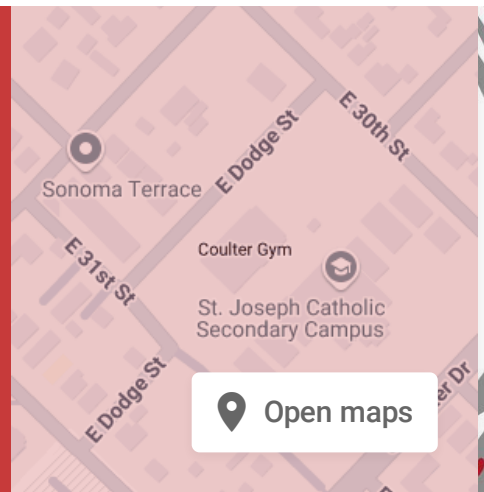 E 30th St
E Dodge St
Sonoma Terrace
Coulter Gym
E 31st St
St. Joseph Catholic
Secondary Campus
E Dodge St
Open maps